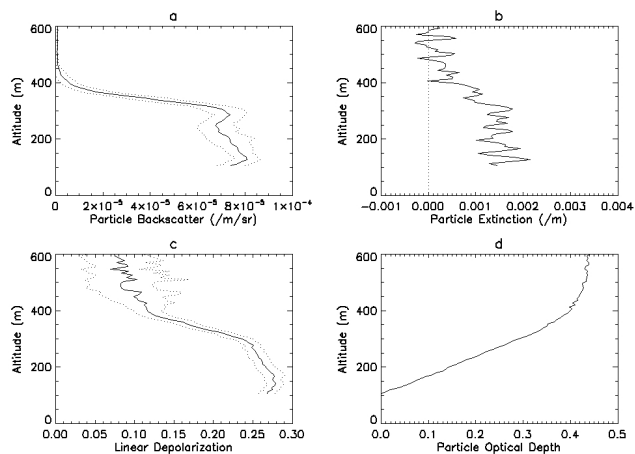 a
600
400
200
0
Altitude (m)
0 2×10⁻⁵ 4×10⁻⁵ 6×10⁻⁵ 8×10⁻⁵ 1×10⁻⁴
Particle Backscatter (/m/sr)
b
600
400
200
0
Altitude (m)
-0.001 0.000 0.001 0.002 0.003 0.004
Particle Extinction (/m)
c
600
400
200
0
Altitude (m)
0.00 0.05 0.10 0.15 0.20 0.25 0.30
Linear Depolarization
d
600
400
200
0
Altitude (m)
0.0 0.1 0.2 0.3 0.4 0.5
Particle Optical Depth